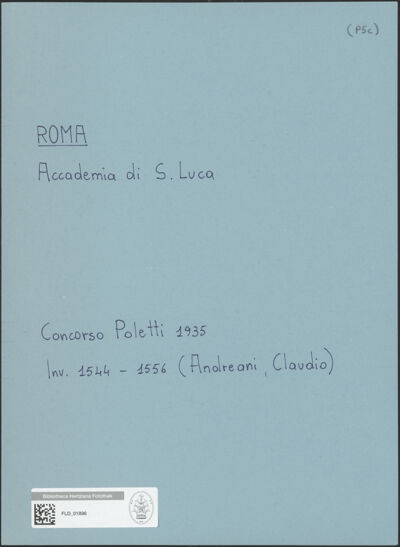 (P5c)
ROMA
Accademia di S. Luca
Concorso Poletti 1935
Inv. 1544 - 1556 (Andreani, Claudio)
Bibliotheca Hertziana Fotothek
FLD_01896